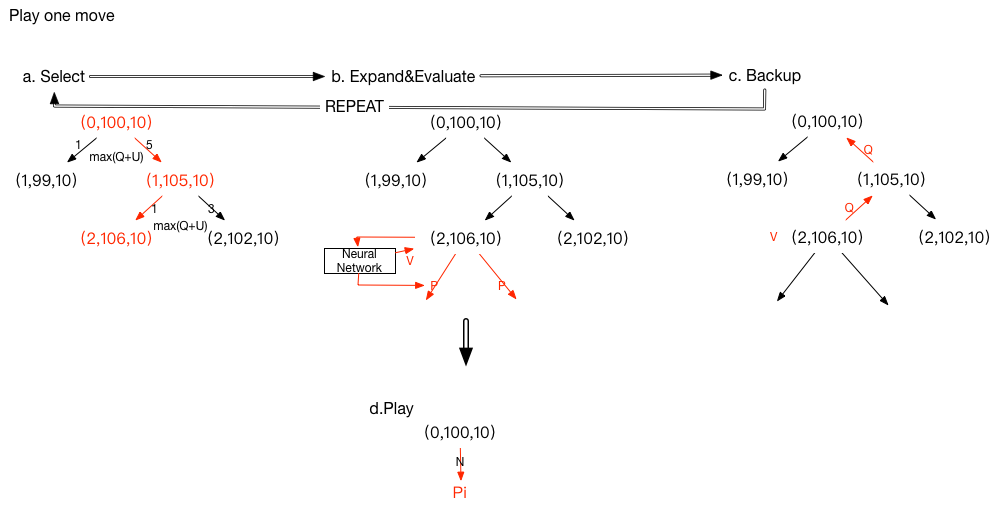 Play one move
a. Select
b. Expand&Evaluate
c. Backup
REPEAT
(0,100,10)
1
5
max(Q+U)
(1,99,10)
(1,105,10)
1
3
max(Q+U)
(2,106,10)
(2,102,10)
(0,100,10)
(1,99,10)
(1,105,10)
(2,106,10)
(2,102,10)
Neural
Network
V
P
P
(0,100,10)
Q
(1,99,10)
(1,105,10)
Q
V
(2,106,10)
(2,102,10)
d.Play
(0,100,10)
N
Pi